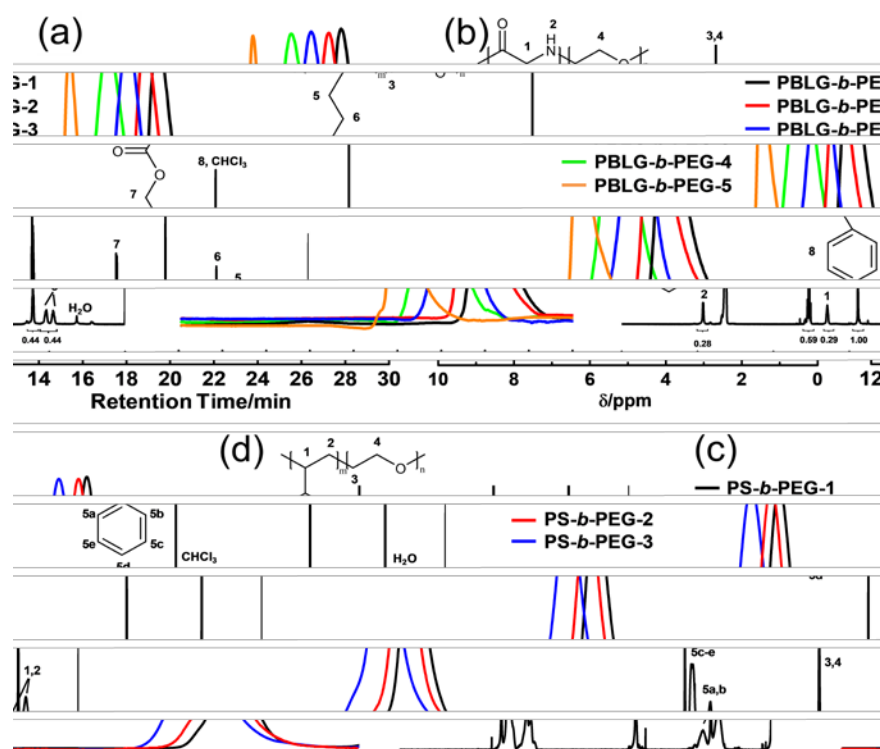 (a)
(b)
O
H
2
N
1
4
O
3,4
G-1
G-2
G-3
m
3
n
5
6
PBLG-b-PE
PBLG-b-PE
PBLG-b-PE
O
O
7
8, CHCl₃
PBLG-b-PEG-4
PBLG-b-PEG-5
7
6
5
8
H₂O
0.44
0.44
2
0.28
0.59
1
0.29
1.00
14 16 18 20 22 24 26 28 30
10 8 6 4 2 0 12
Retention Time/min
δ/ppm
(d)
(c)
1
2
m
3
4
O
n
PS-b-PEG-1
5a
5b
5e
5c
5d
CHCl₃
H₂O
PS-b-PEG-2
PS-b-PEG-3
1,2
5c-e
5a,b
3,4